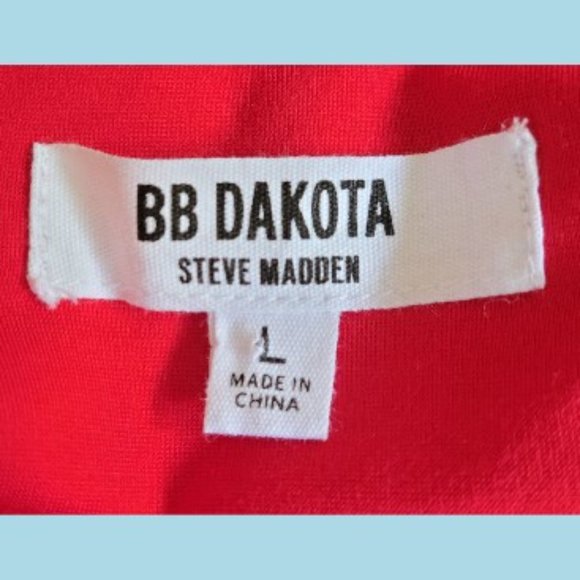 BB DAKOTA
STEVE MADDEN
L
MADE IN
CHINA